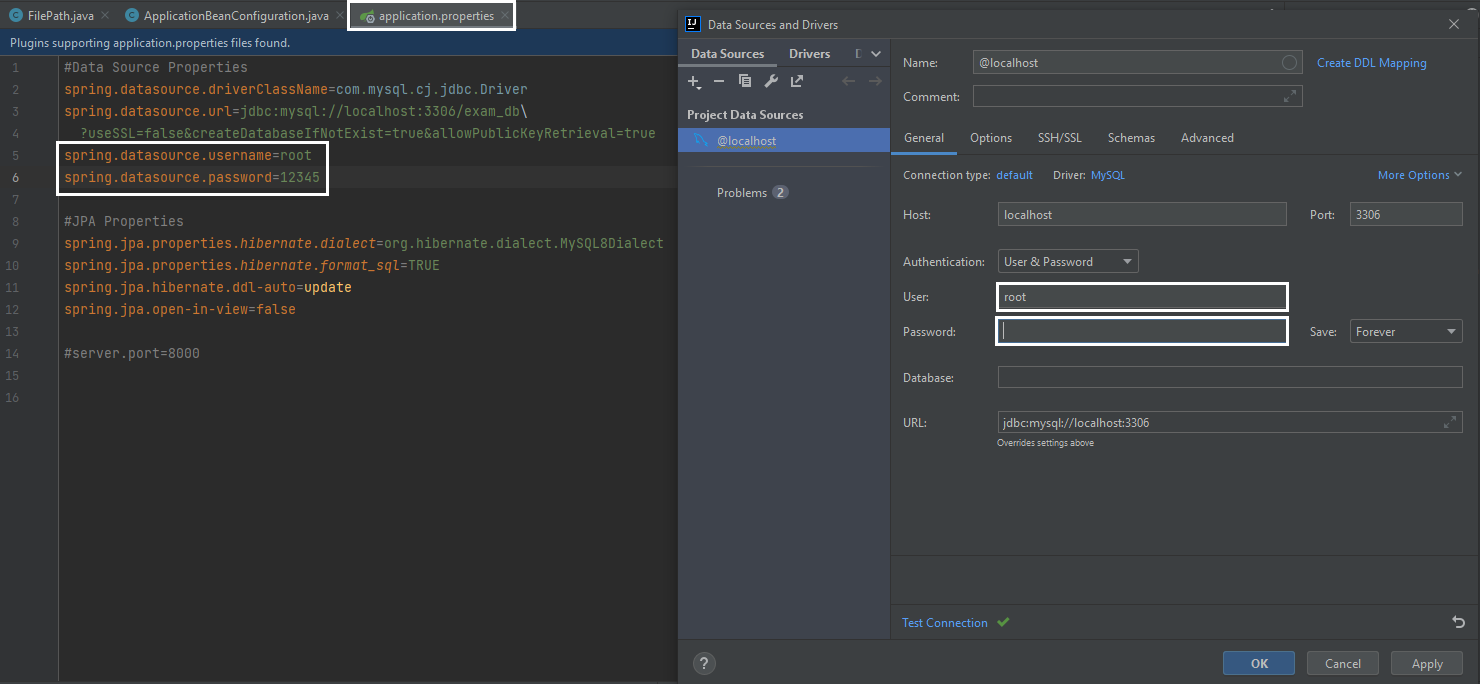 FilePath.java
ApplicationBeanConfiguration.java
application.properties
Plugins supporting application.properties files found.
1 #Data Source Properties
2 spring.datasource.driverClassName=com.mysql.cj.jdbc.Driver
3 spring.datasource.url=jdbc:mysql://localhost:3306/exam_db\
4 ?useSSL=false&createDatabaseIfNotExist=true&allowPublicKeyRetrieval=true
5 spring.datasource.username=root
6 spring.datasource.password=12345
7
8 #JPA Properties
9 spring.jpa.properties.hibernate.dialect=org.hibernate.dialect.MySQL8Dialect
10 spring.jpa.properties.hibernate.format_sql=TRUE
11 spring.jpa.hibernate.ddl-auto=update
12 spring.jpa.open-in-view=false
13
14 #server.port=8000
15
16
Data Sources and Drivers
Data Sources Drivers D
Project Data Sources
@localhost
Problems 2
Name: @localhost Create DDL Mapping
Comment:
General Options SSH/SSL Schemas Advanced
Connection type: default Driver: MySQL More Options
Host: localhost Port: 3306
Authentication: User & Password
User: root
Password: Save: Forever
Database:
URL: jdbc:mysql://localhost:3306
Overrides settings above
Test Connection
? OK Cancel Apply